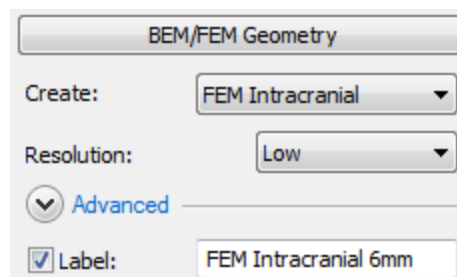 BEM/FEM Geometry
Create: FEM Intracranial
Resolution: Low
Advanced
Label: FEM Intracranial 6mm